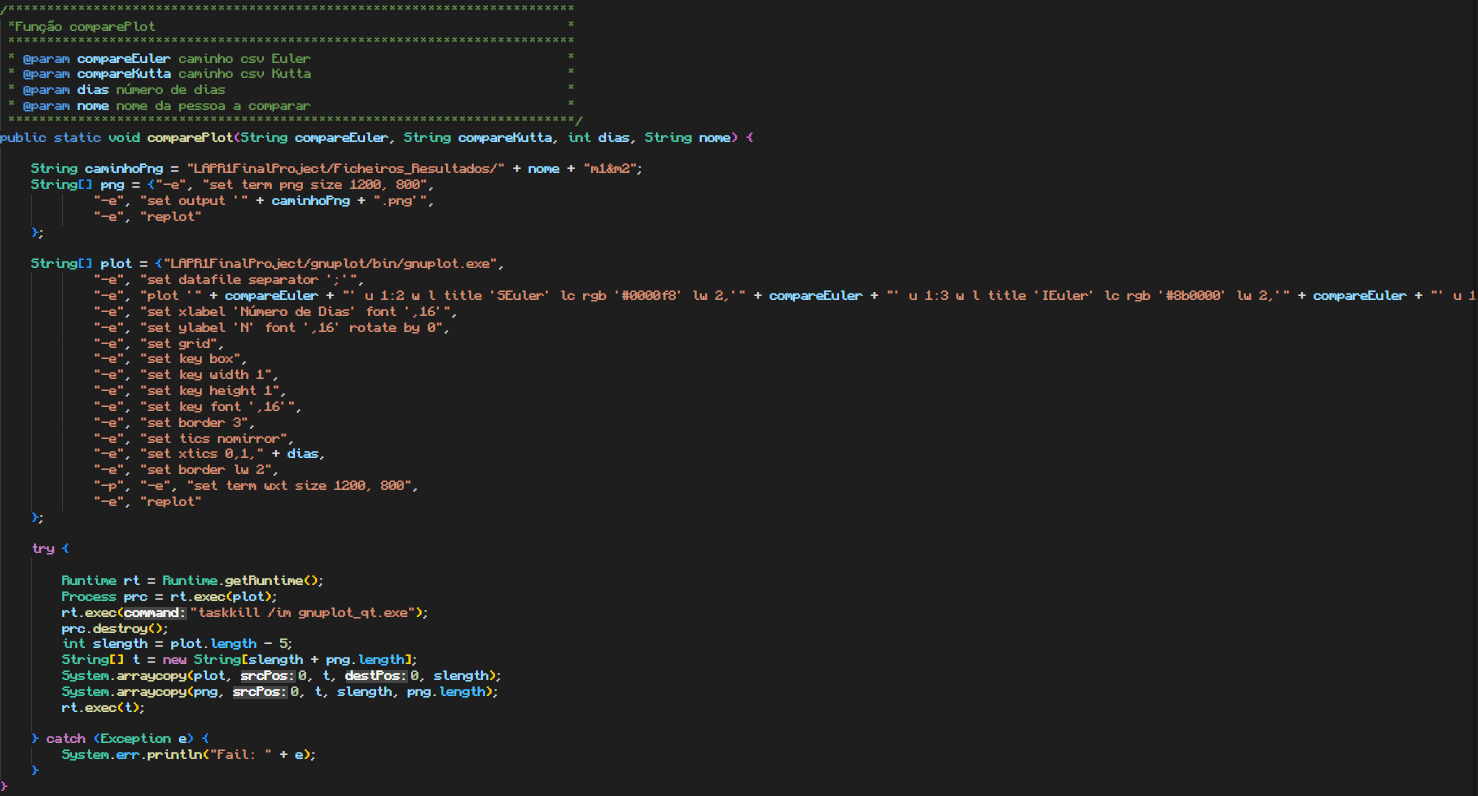 /*************************************************************************
*Função comparePlot *
*************************************************************************
* @param compareEuler caminho csv Euler *
* @param compareKutta caminho csv Kutta *
* @param dias número de dias *
* @param nome nome da pessoa a comparar *
*************************************************************************/
public static void comparePlot(String compareEuler, String compareKutta, int dias, String nome) {
String caminhoPng = "LAPR1FinalProject/Ficheiros_Resultados/" + nome + "m1&m2";
String[] png = {"-e", "set term png size 1200, 800",
"-e", "set output '" + caminhoPng + ".png'",
"-e", "replot"
};
String[] plot = {"LAPR1FinalProject/gnuplot/bin/gnuplot.exe",
"-e", "set datafile separator ';'",
"-e", "plot '" + compareEuler + "' u 1:2 w l title 'SEuler' lc rgb '#0000f8' lw 2,'" + compareEuler + "' u 1:3 w l title 'IEuler' lc rgb '#8b0000' lw 2,'" + compareEuler + "' u 1
"-e", "set xlabel 'Número de Dias' font ',16'",
"-e", "set ylabel 'N' font ',16' rotate by 0",
"-e", "set grid",
"-e", "set key box",
"-e", "set key width 1",
"-e", "set key height 1",
"-e", "set key font ',16'",
"-e", "set border 3",
"-e", "set tics nomirror",
"-e", "set xtics 0,1," + dias,
"-e", "set border lw 2",
"-p", "-e", "set term wxt size 1200, 800",
"-e", "replot"
};
try {
Runtime rt = Runtime.getRuntime();
Process prc = rt.exec(plot);
rt.exec(command: "taskkill /im gnuplot_qt.exe");
prc.destroy();
int slength = plot.length - 5;
String[] t = new String[slength + png.length];
System.arraycopy(plot, srcPos: 0, t, destPos: 0, slength);
System.arraycopy(png, srcPos: 0, t, slength, png.length);
rt.exec(t);
} catch (Exception e) {
System.err.println("Fail: " + e);
}
}